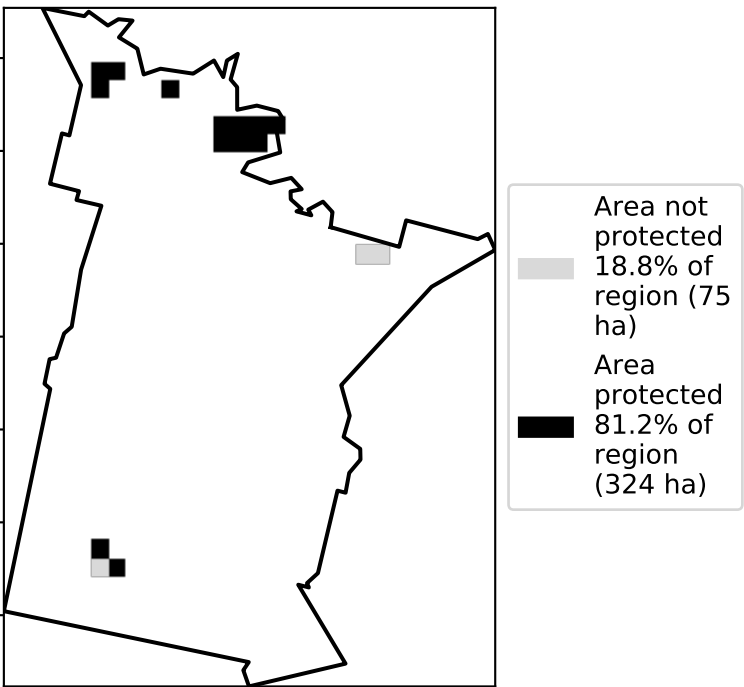 Area not
protected
18.8% of
region (75
ha)
Area
protected
81.2% of
region
(324 ha)